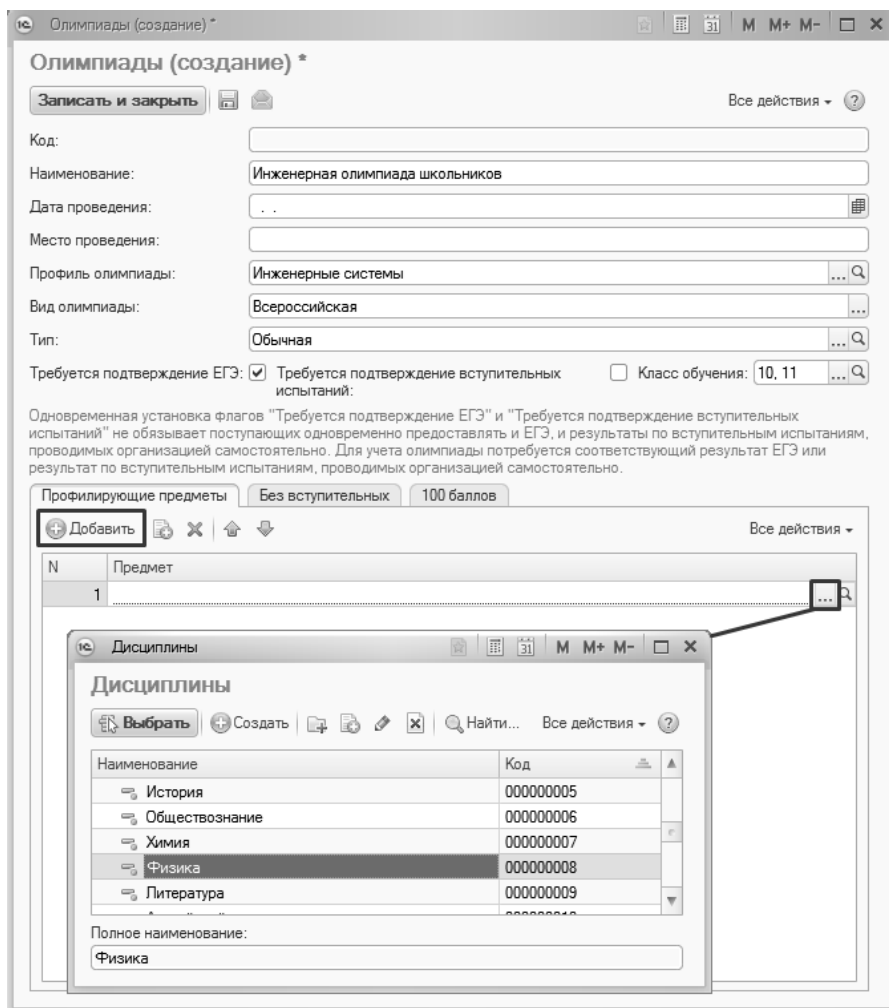 Олимпиады (создание) *
31 M M+ M-
Олимпиады (создание) *
Записать и закрыть Все действия ?
Код:
Наименование: Инженерная олимпиада школьников
Дата проведения: . .
Место проведения:
Профиль олимпиады: Инженерные системы ...
Вид олимпиады: Всероссийская ...
Тип: Обычная ...
Требуется подтверждение ЕГЭ: Требуется подтверждение вступительных Класс обучения: 10, 11 ...
испытаний:
Одновременная установка флагов "Требуется подтверждение ЕГЭ" и "Требуется подтверждение вступительных
испытаний" не обязывает поступающих одновременно предоставлять и ЕГЭ, и результаты по вступительным испытаниям,
проводимых организацией самостоятельно. Для учета олимпиады потребуется соответствующий результат ЕГЭ или
результат по вступительным испытаниям, проводимых организацией самостоятельно.
Профилирующие предметы Без вступительных 100 баллов
Добавить Все действия
N Предмет
1 ...
Дисциплины 31 M M+ M-
Дисциплины
Выбрать Создать Найти... Все действия ?
Наименование Код
История 000000005
Обществознание 000000006
Химия 000000007
Физика 000000008
Литература 000000009
Полное наименование:
Физика